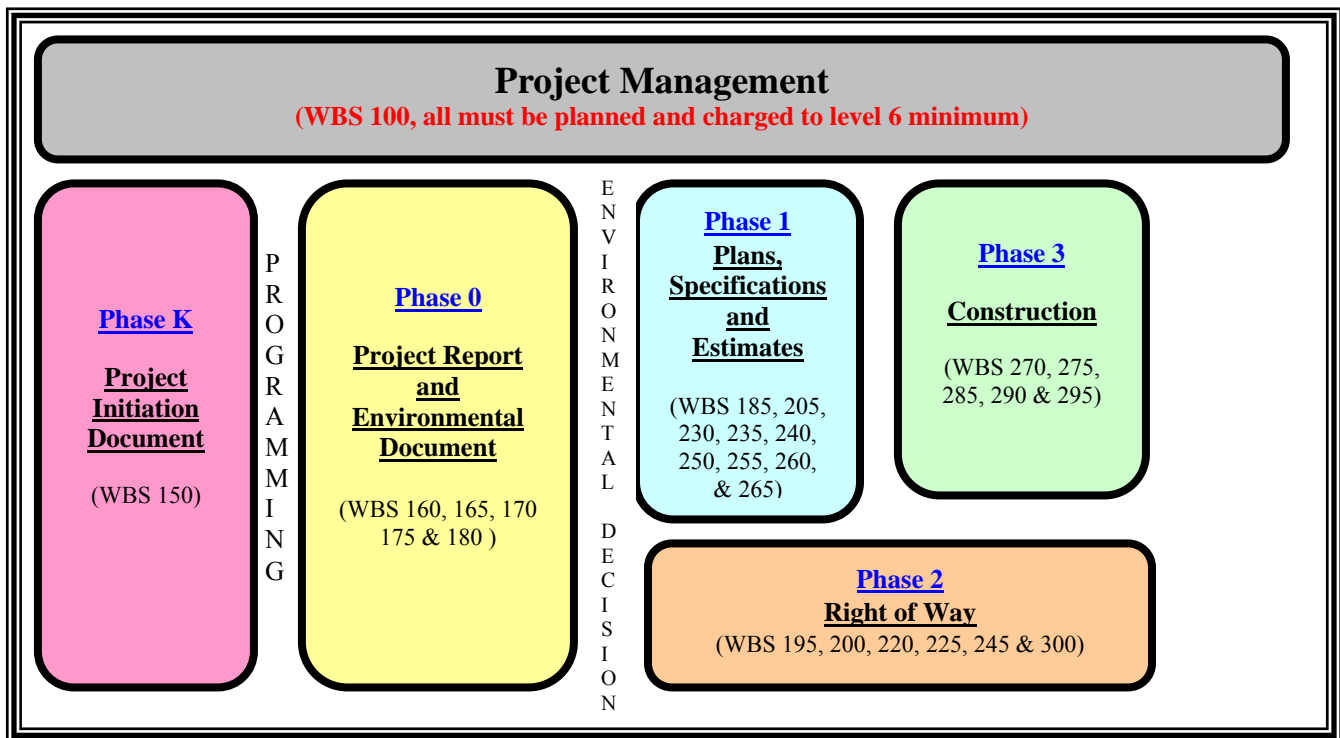 Project Management
(WBS 100, all must be planned and charged to level 6 minimum)
Phase K
Project
Initiation
Document
(WBS 150)
PROGRAMMING
Phase 0
Project Report
and
Environmental
Document
(WBS 160, 165, 170
175 & 180 )
ENVIRONMENTAL DECISION
Phase 1
Plans,
Specifications
and
Estimates
(WBS 185, 205,
230, 235, 240,
250, 255, 260,
& 265)
Phase 3
Construction
(WBS 270, 275,
285, 290 & 295)
Phase 2
Right of Way
(WBS 195, 200, 220, 225, 245 & 300)